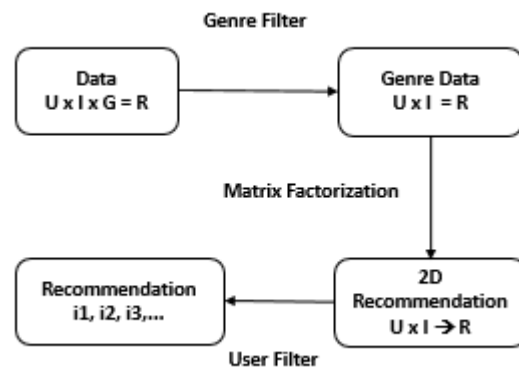 Genre Filter
Data
U x I x G = R
Genre Data
U x I = R
Matrix Factorization
Recommendation
i1, i2, i3,...
2D
Recommendation
U x I → R
User Filter